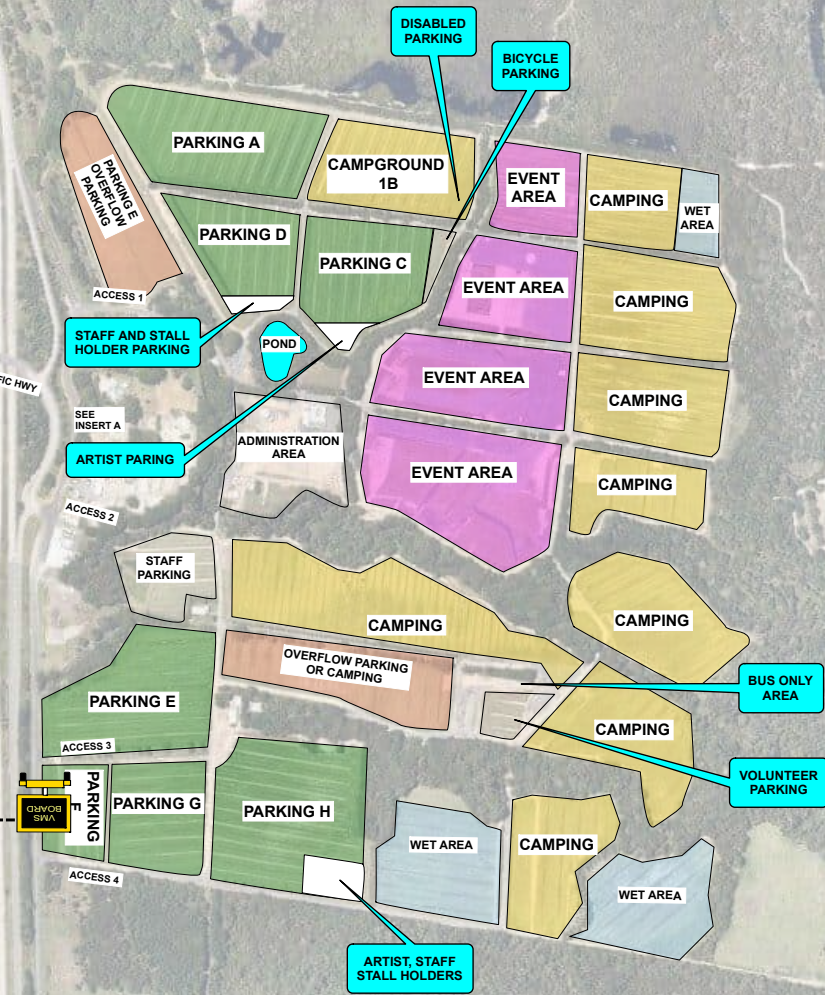 DISABLED
PARKING
BICYCLE
PARKING
PARKING A
CAMPGROUND
1B
EVENT
AREA
CAMPING
WET
AREA
PARKING E
OVERFLOW
PARKING
PARKING D
PARKING C
EVENT AREA
CAMPING
ACCESS 1
STAFF AND STALL
HOLDER PARKING
POND
EVENT AREA
CAMPING
FIC HWY
SEE
INSERT A
ADMINISTRATION
AREA
ARTIST PARING
EVENT AREA
CAMPING
ACCESS 2
STAFF
PARKING
CAMPING
CAMPING
OVERFLOW PARKING
OR CAMPING
BUS ONLY
AREA
PARKING E
CAMPING
ACCESS 3
VOLUNTEER
PARKING
PARKING
F
VMS
BOARD
PARKING G
PARKING H
WET AREA
CAMPING
ACCESS 4
WET AREA
ARTIST, STAFF
STALL HOLDERS